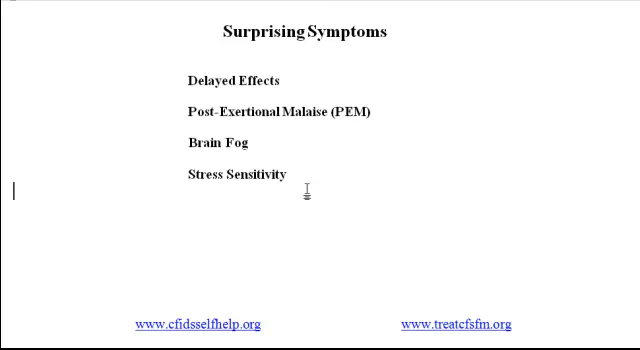 Surprising Symptoms
Delayed Effects
Post-Exertional Malaise (PEM)
Brain Fog
Stress Sensitivity
www.cfidsselfhelp.org www.treatcfsfm.org